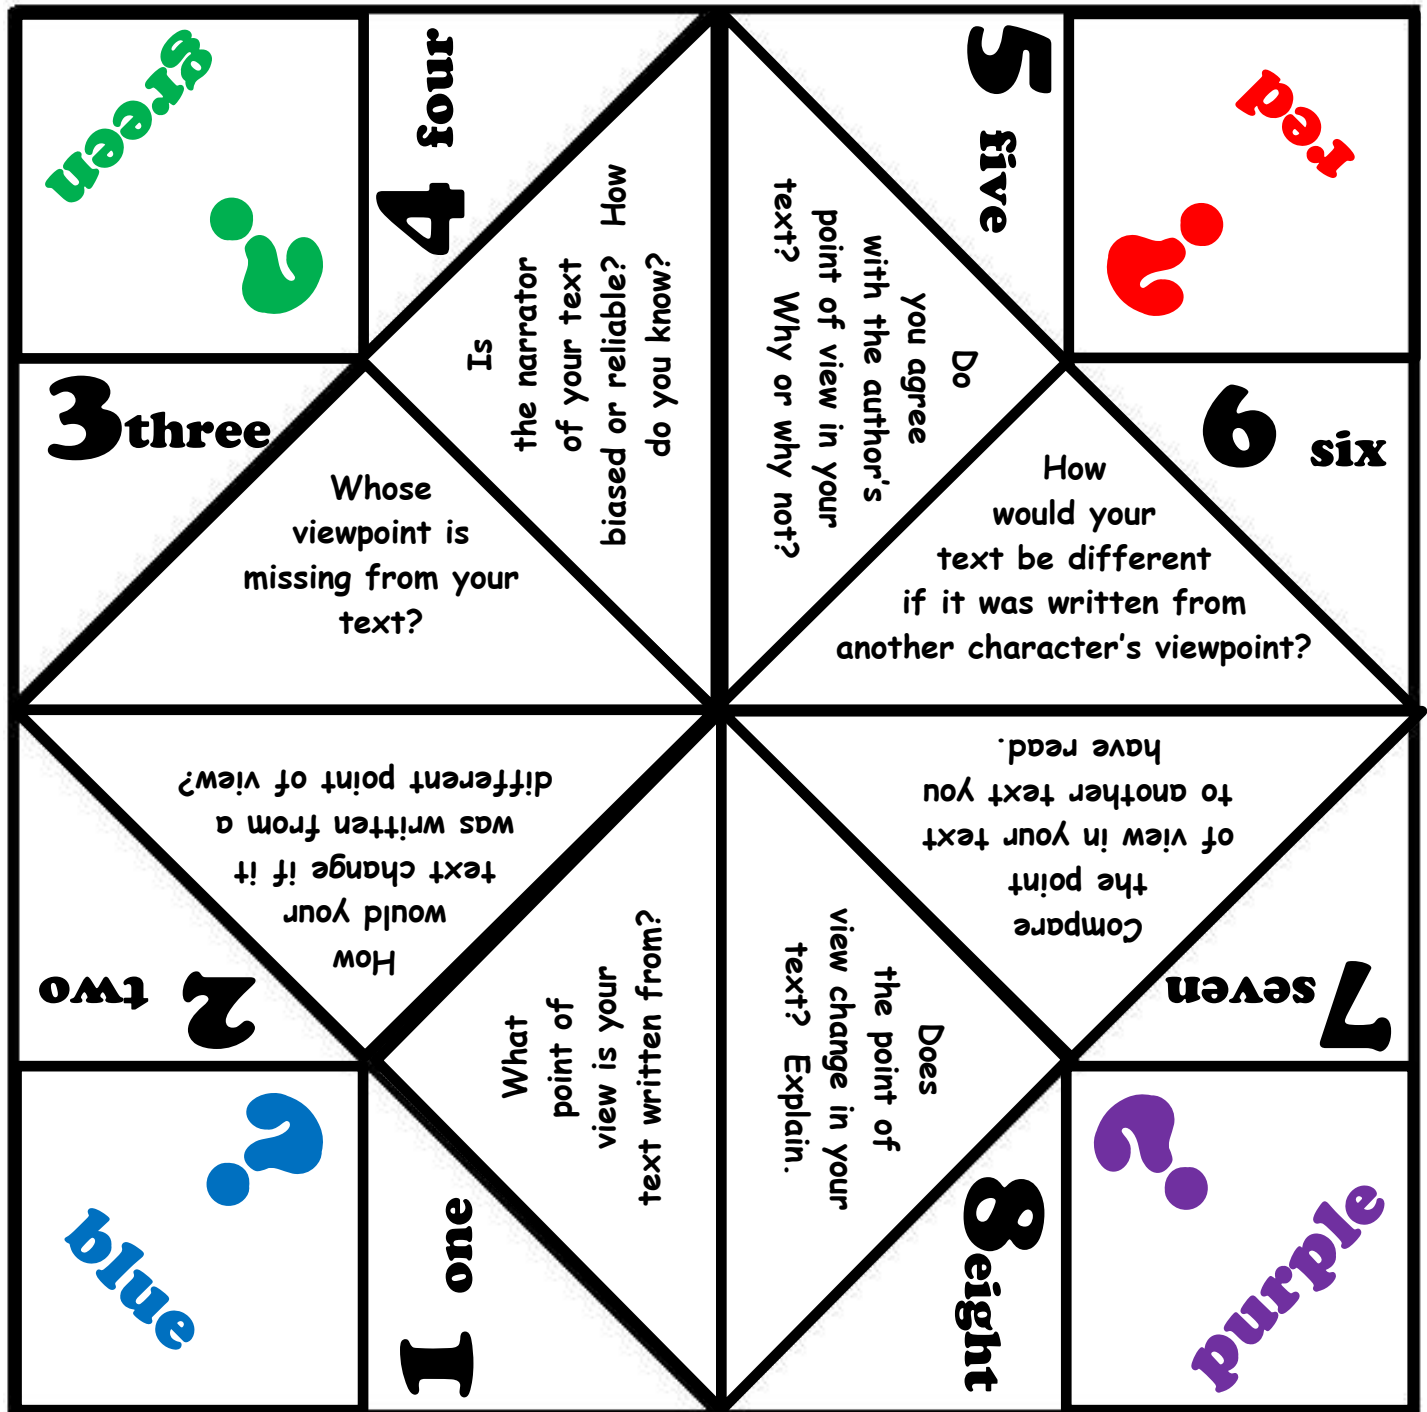 green
?
4 four
Is
the narrator
of your text
biased or reliable? How
do you know?
5 five
Do
you agree
with the author's
point of view in your
text? Why or why not?
red
?
3 three
Whose
viewpoint is
missing from your
text?
6 six
How
would your
text be different
if it was written from
another character's viewpoint?
2 two
How
would your
text change if it
was written from a
different point of view?
7 seven
Compare
the point
of view in your text
to another text you
have read.
blue
?
1 one
What
point of
view is your
text written from?
8 eight
Does
the point of
view change in your
text? Explain.
purple
?